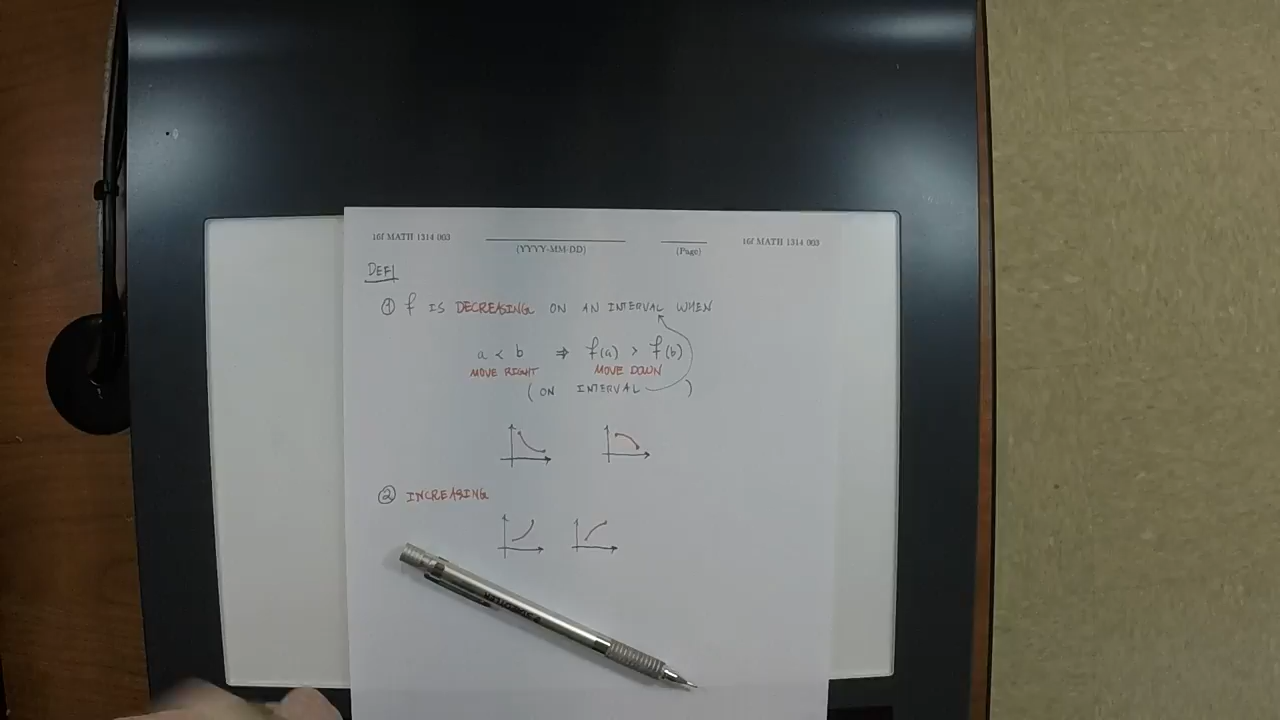 16f MATH 1314 003
(YYYY-MM-DD)
(Page)
16f MATH 1314 003
DEF
① f IS DECREASING ON AN INTERVAL WHEN
a < b ⇒ f(a) > f(b)
MOVE RIGHT MOVE DOWN
( ON INTERVAL )
② INCREASING